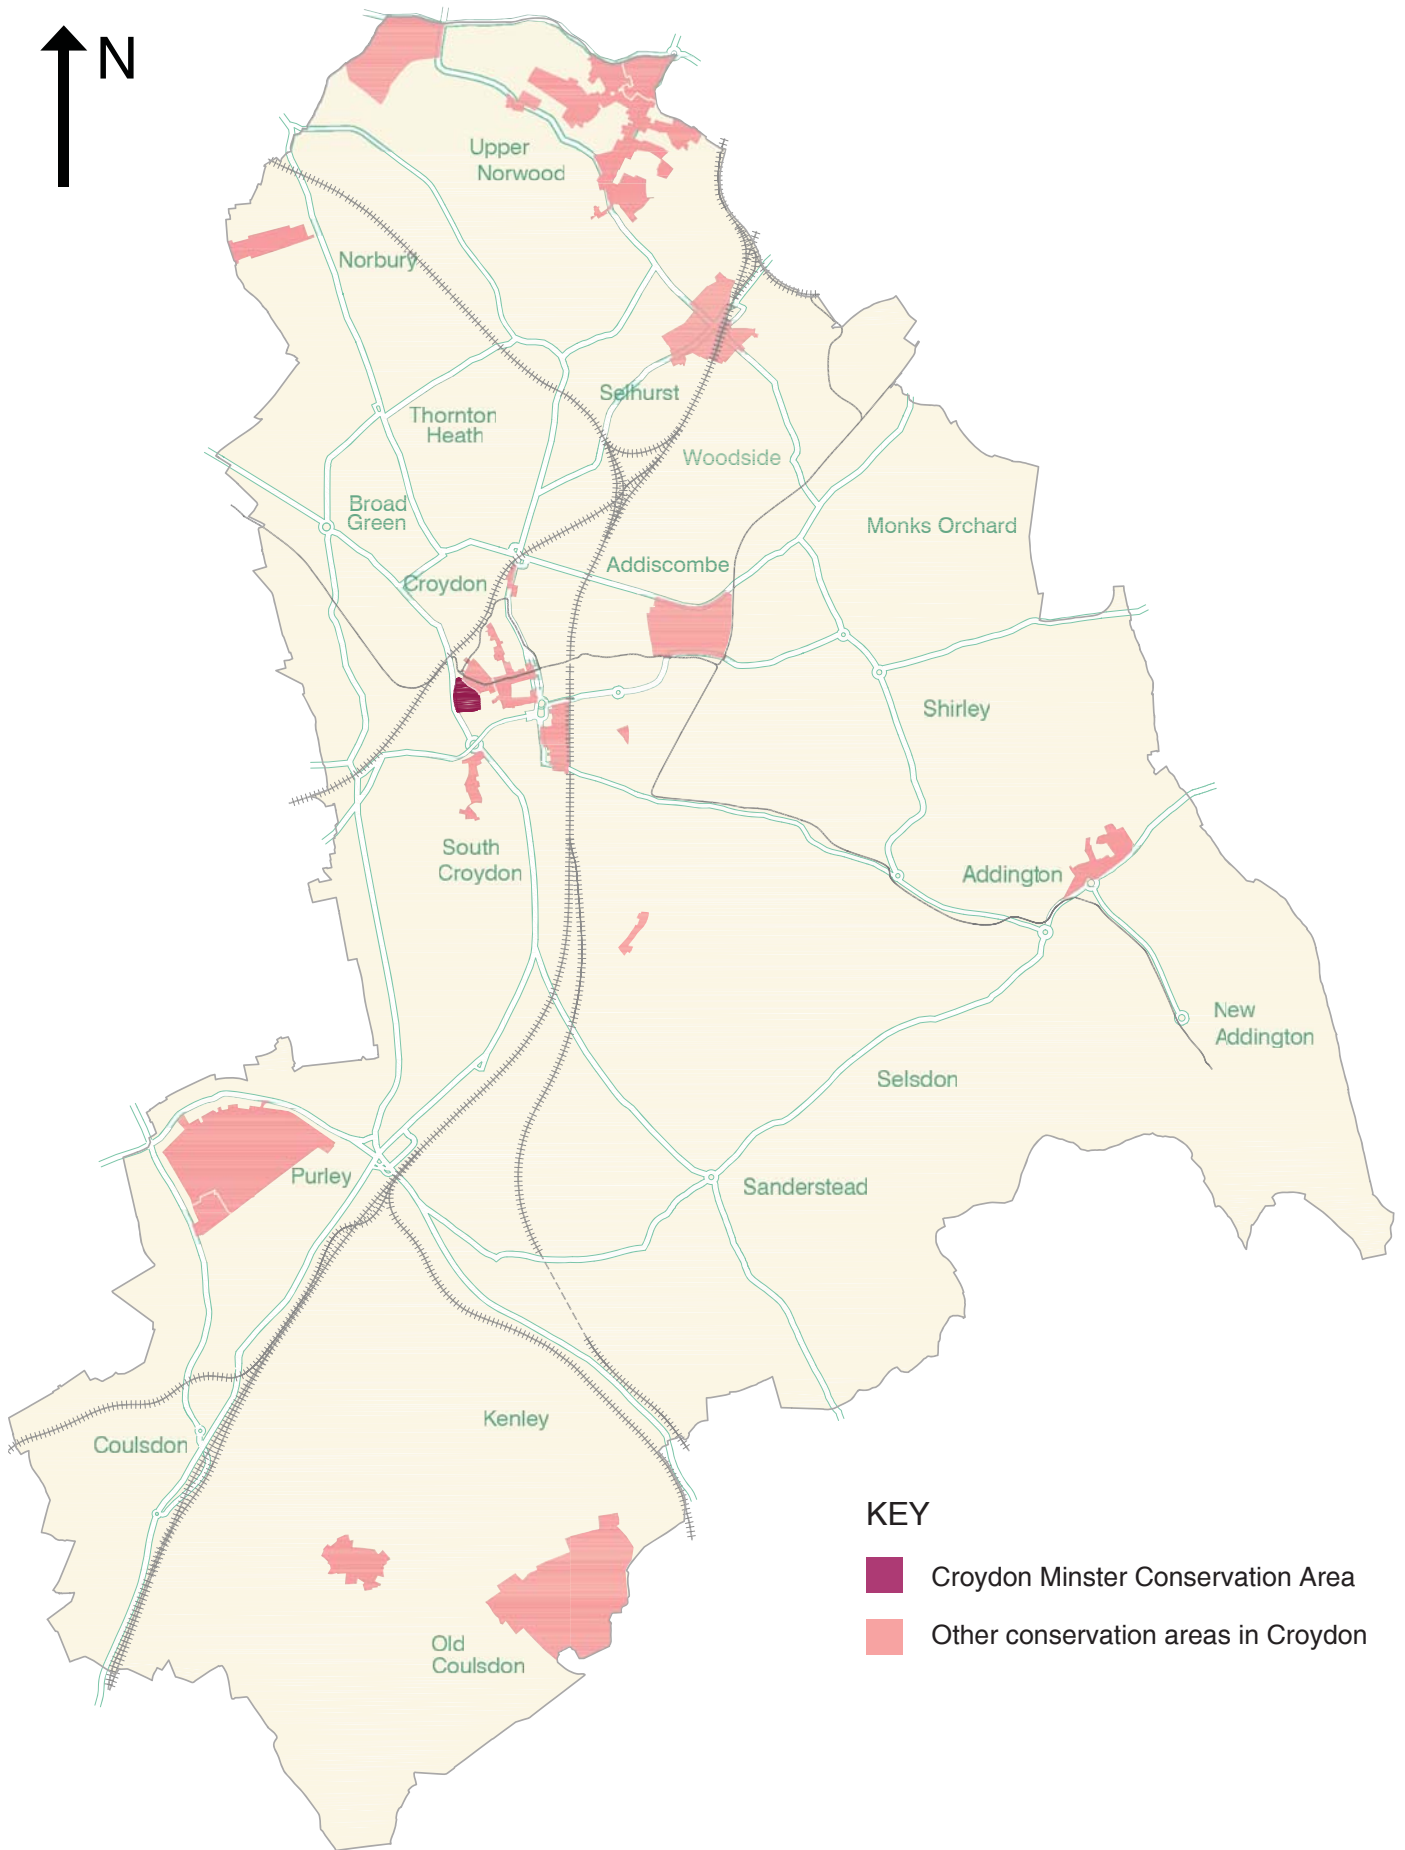 N
Upper
Norwood
Norbury
Selhurst
Thornton
Heath
Woodside
Broad
Green
Monks Orchard
Addiscombe
Croydon
Shirley
South
Croydon
Addington
New
Addington
Selsdon
Purley
Sanderstead
Kenley
Coulsdon
Old
Coulsdon
KEY
Croydon Minster Conservation Area
Other conservation areas in Croydon